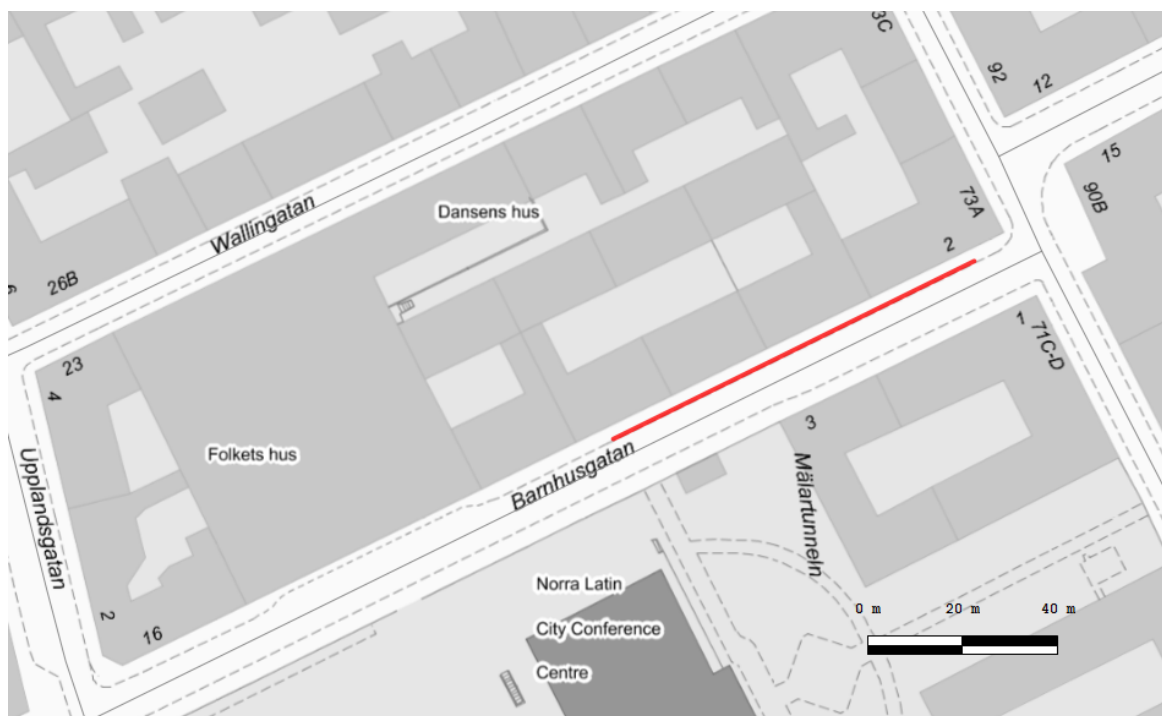 73C
92
12
15
90B
73A
2
Dansens hus
Wallingatan
26B
23
4
Folkets hus
Upplandsgatan
2
16
Barnhusgatan
1
71C-D
3
Mälartunneln
Norra Latin
City Conference
Centre
0 m 20 m 40 m